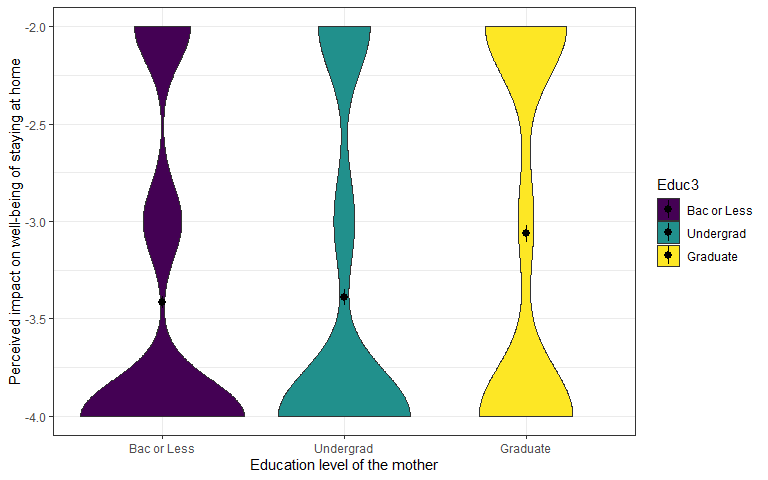 Perceived impact on well-being of staying at home
-2.0
-2.5
-3.0
-3.5
-4.0
Bac or Less
Undergrad
Graduate
Education level of the mother
Educ3
Bac or Less
Undergrad
Graduate